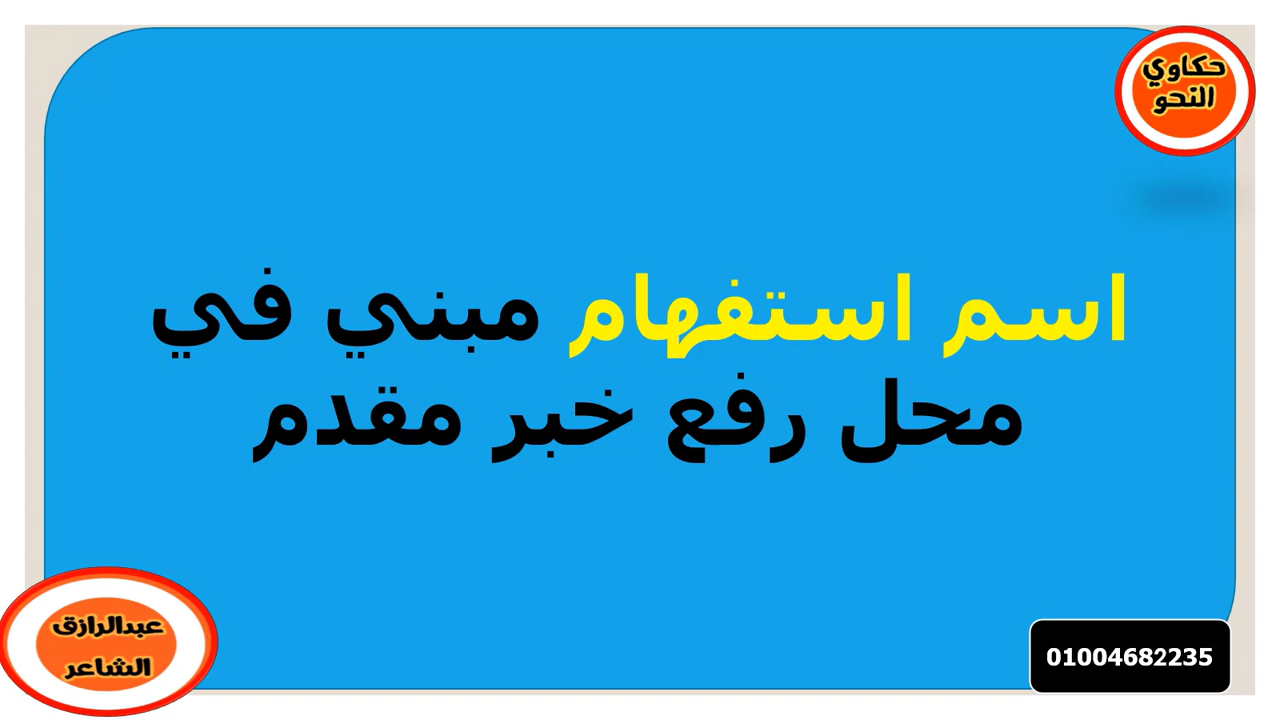 حكاوي
النحو
اسم استفهام مبني في
محل رفع خبر مقدم
عبدالرازق
الشاعر
01004682235